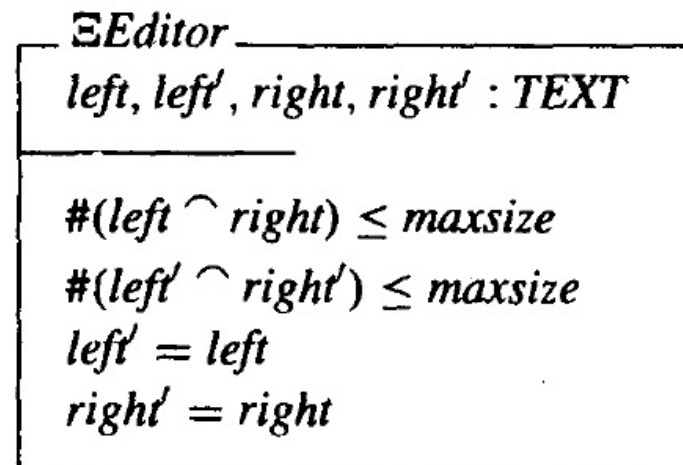 ΞEditor
left, left′, right, right′ : TEXT
#(left ⁀ right) ≤ maxsize
#(left′ ⁀ right′) ≤ maxsize
left′ = left
right′ = right